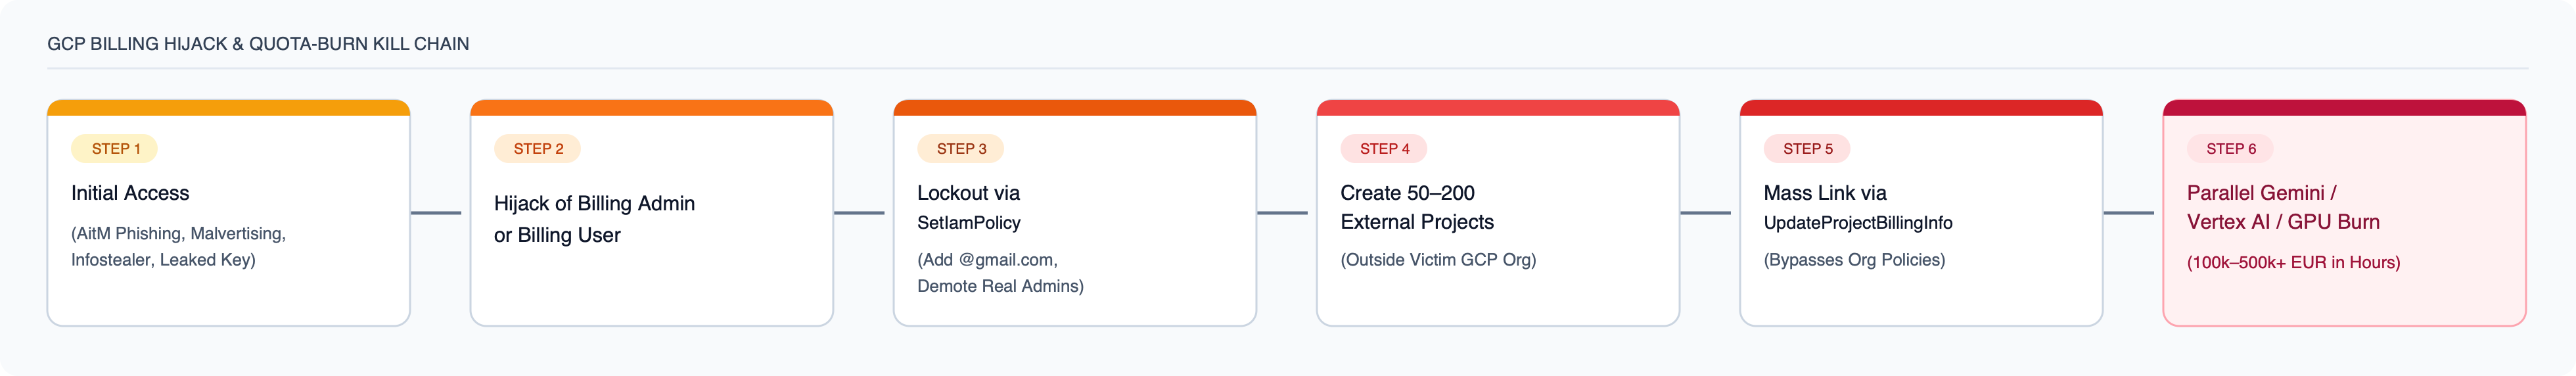 GCP BILLING HIJACK & QUOTA-BURN KILL CHAIN
STEP 1
Initial Access
(AitM Phishing, Malvertising,
Infostealer, Leaked Key)
STEP 2
Hijack of Billing Admin
or Billing User
STEP 3
Lockout via
SetIamPolicy
(Add @gmail.com,
Demote Real Admins)
STEP 4
Create 50–200
External Projects
(Outside Victim GCP Org)
STEP 5
Mass Link via
UpdateProjectBillingInfo
(Bypasses Org Policies)
STEP 6
Parallel Gemini /
Vertex AI / GPU Burn
(100k–500k+ EUR in Hours)